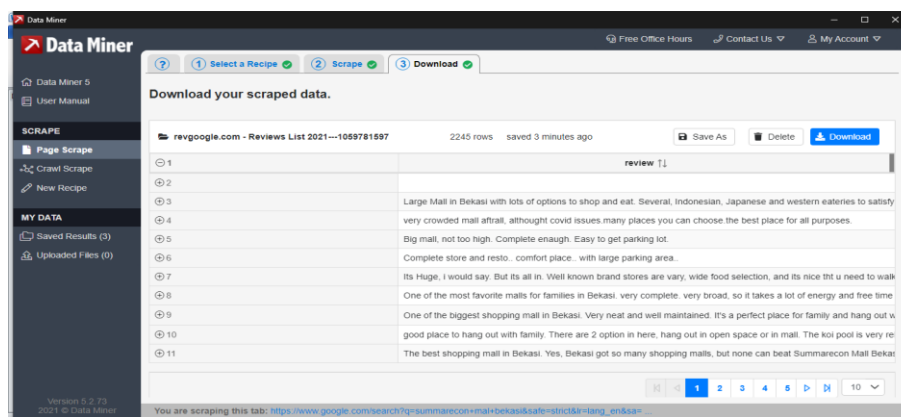 Data Miner
Data Miner
Free Office Hours Contact Us My Account
? 1 Select a Recipe 2 Scrape 3 Download
Data Miner 5
User Manual
Download your scraped data.
SCRAPE
revgoogle.com - Reviews List 2021---1059781597 2245 rows saved 3 minutes ago Save As Delete Download
Page Scrape
Crawl Scrape
New Recipe
MY DATA
Saved Results (3)
Uploaded Files (0)
1 review
2
3 Large Mall in Bekasi with lots of options to shop and eat. Several, Indonesian, Japanese and western eateries to satisfy
4 very crowded mall aftrall, althought covid issues.many places you can choose.the best place for all purposes.
5 Big mall, not too high. Complete enaugh. Easy to get parking lot.
6 Complete store and resto.. comfort place.. with large parking area..
7 Its Huge, i would say. But its all in. Well known brand stores are vary, wide food selection, and its nice tht u need to walk
8 One of the most favorite malls for families in Bekasi. very complete. very broad, so it takes a lot of energy and free time
9 One of the biggest shopping mall in Bekasi. Very neat and well maintained. It's a perfect place for family and hang out w
10 good place to hang out with family. There are 2 option in here, hang out in open space or in mall. The koi pool is very re
11 The best shopping mall in Bekasi. Yes, Bekasi got so many shopping malls, but none can beat Summarecon Mall Bekas
1 2 3 4 5 10
Version 5.2.73
2021 © Data Miner
You are scraping this tab: https://www.google.com/search?q=summarecon+mal+bekasi&safe=strict&lr=lang_en&sa= ...